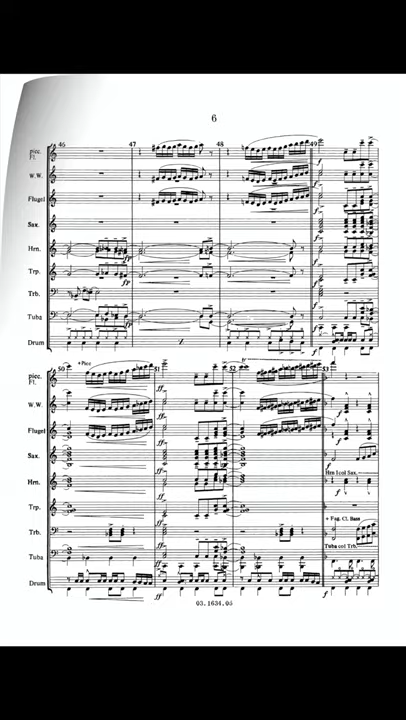 6
46 47 48 49
picc.
Fl.
W.W.
Flugel
Sax.
Hrn.
Trp.
fp
Trb.
Tuba
fp
Drum
50 +Picc 51 52 53
picc.
Fl.
W.W.
Flugel
Sax.
Hrn I col Sax.
Hrn.
Trp.
+ Fag. Cl. Bass
Trb.
Tuba col Trb.
Tuba
Drum
ff
03.1634.05